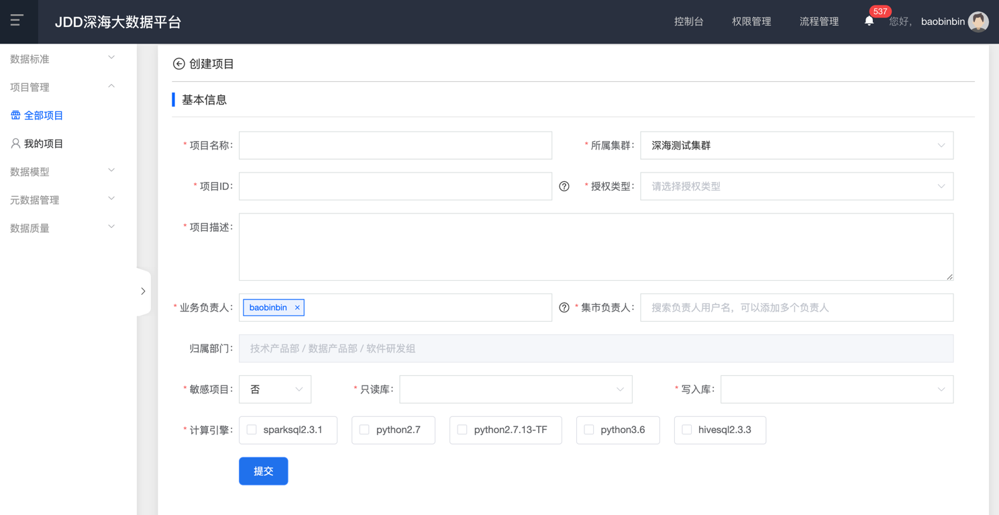 JDD深海大数据平台
控制台 权限管理 流程管理 537 您好， baobinbin
数据标准
项目管理
全部项目
我的项目
数据模型
元数据管理
数据质量
创建项目
基本信息
* 项目名称：
* 所属集群： 深海测试集群
* 项目ID：
* 授权类型： 请选择授权类型
* 项目描述：
* 业务负责人： baobinbin ×
* 集市负责人： 搜索负责人用户名，可以添加多个负责人
归属部门： 技术产品部 / 数据产品部 / 软件研发组
* 敏感项目： 否 * 只读库： * 写入库：
* 计算引擎： sparksql2.3.1 python2.7 python2.7.13-TF python3.6 hivesql2.3.3
提交